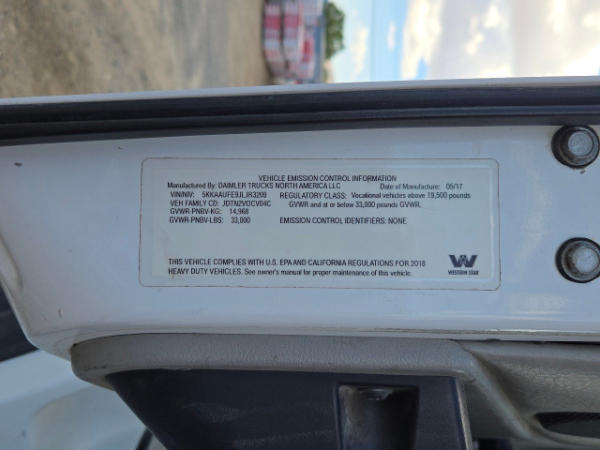 VEHICLE EMISSION CONTROL INFORMATION
Manufactured By: DAIMLER TRUCKS NORTH AMERICA LLC Date of Manufacture: 05/17
VIN/NIV: 5KKAAUFE9JLJR3209 REGULATORY CLASS: Vocational vehicles above 19,500 pounds
VEH FAMILY CD: JDTN2VOCV04C GVWR and at or below 33,000 pounds GVWR.
GVWR-PNBV-KG: 14,968
GVWR-PNBV-LBS: 33,000 EMISSION CONTROL IDENTIFIERS: NONE
THIS VEHICLE COMPLIES WITH U.S. EPA AND CALIFORNIA REGULATIONS FOR 2018
HEAVY DUTY VEHICLES. See owner's manual for proper maintenance of this vehicle.
WESTERN STAR